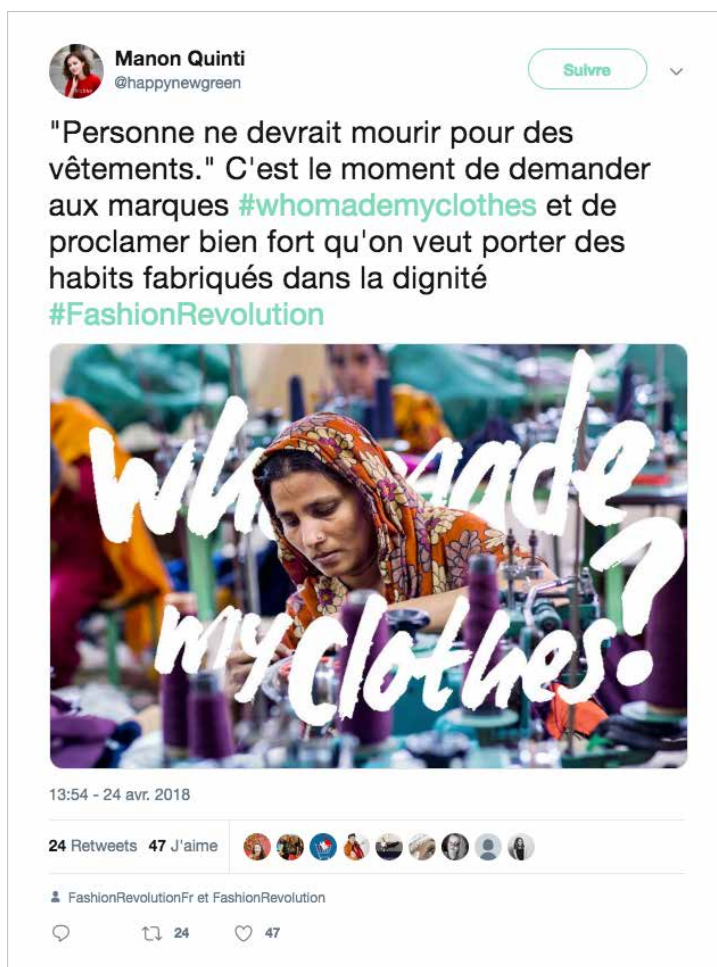 Manon Quinti
@happynewgreen
Suivre
"Personne ne devrait mourir pour des
vêtements." C'est le moment de demander
aux marques #whomademyclothes et de
proclamer bien fort qu'on veut porter des
habits fabriqués dans la dignité
#FashionRevolution
who made
my clothes?
13:54 - 24 avr. 2018
24 Retweets 47 J'aime
FashionRevolutionFr et FashionRevolution
24 47